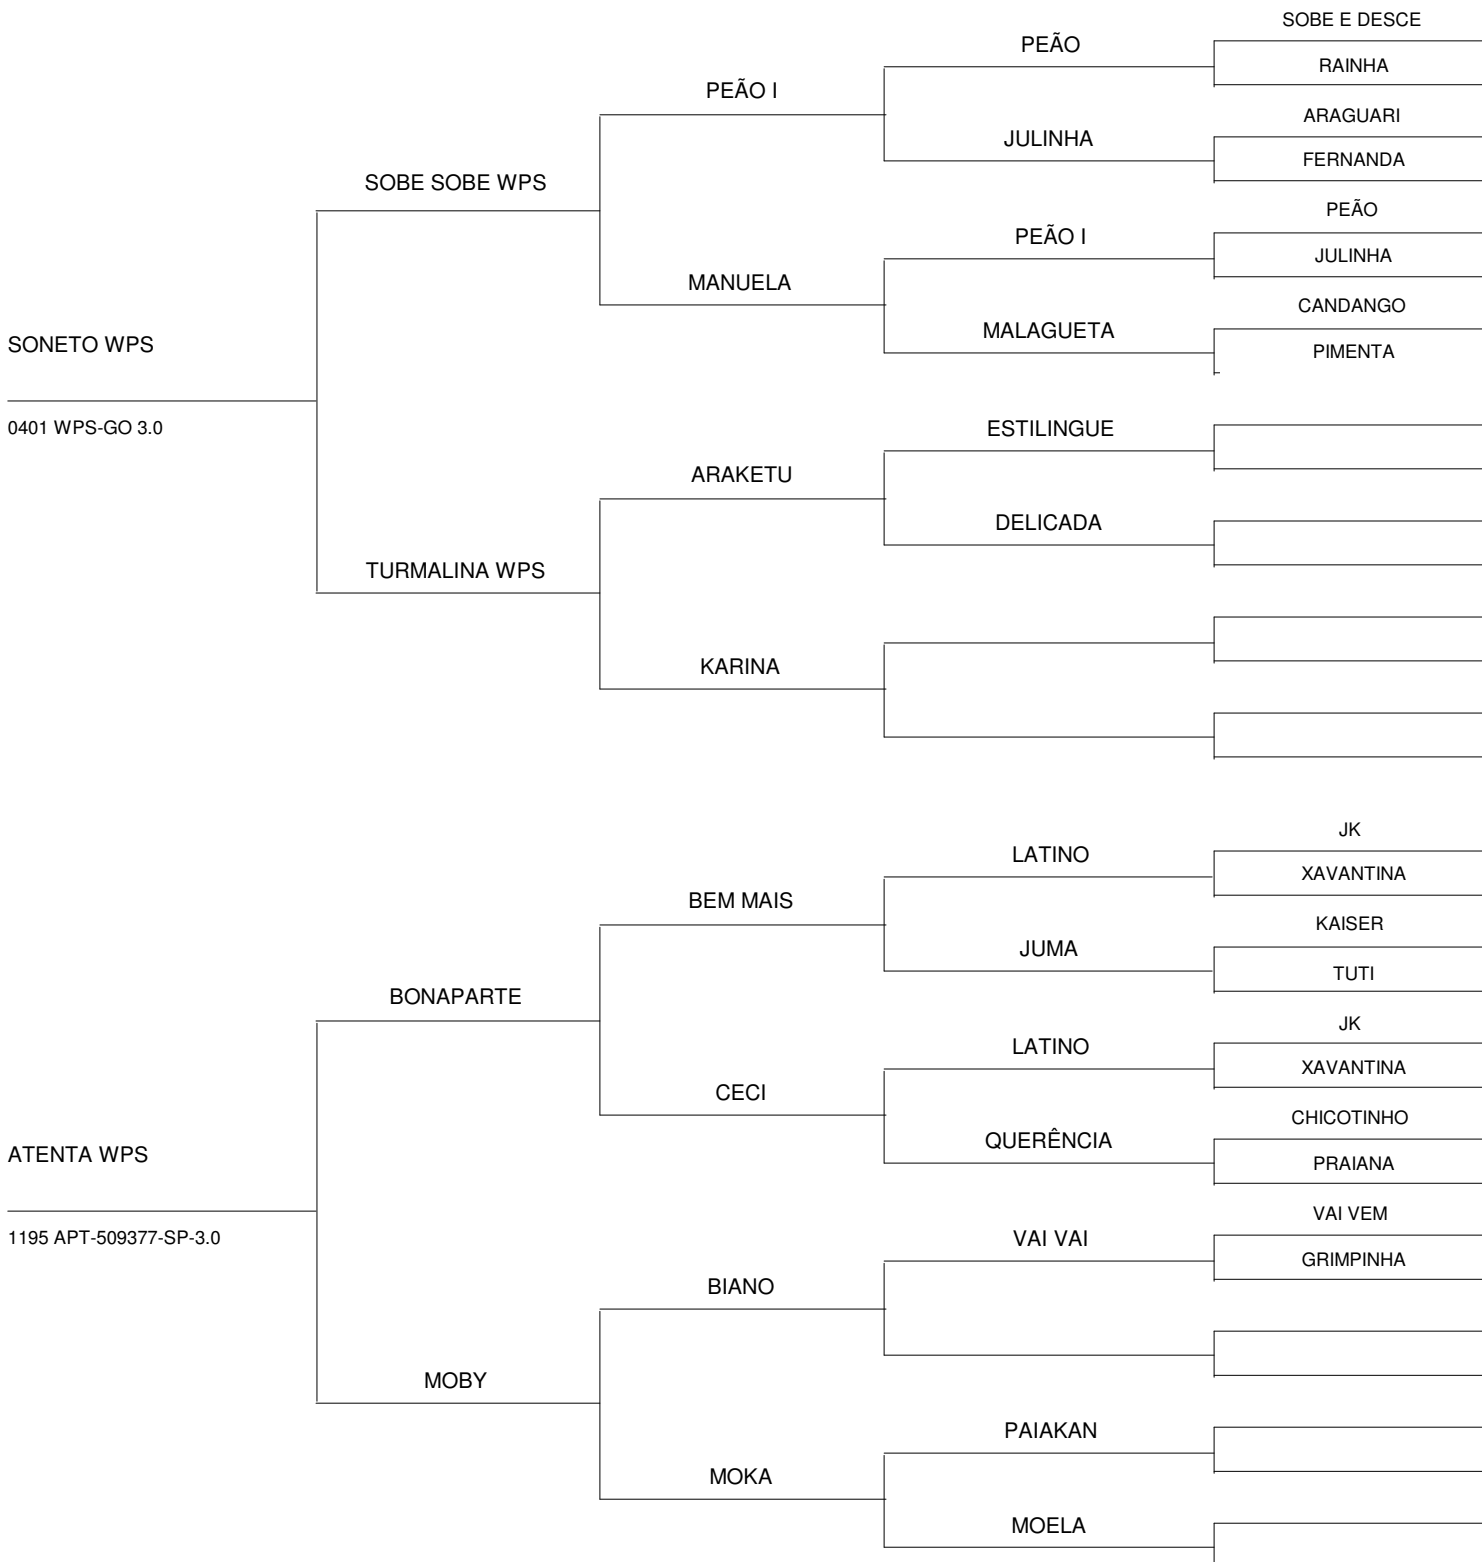 SOBE E DESCE
PEÃO
RAINHA
PEÃO I
ARAGUARI
JULINHA
FERNANDA
SOBE SOBE WPS
PEÃO
PEÃO I
JULINHA
MANUELA
CANDANGO
MALAGUETA
PIMENTA
SONETO WPS
0401 WPS-GO 3.0
ESTILINGUE
ARAKETU
DELICADA
TURMALINA WPS
KARINA
JK
LATINO
XAVANTINA
BEM MAIS
KAISER
JUMA
TUTI
BONAPARTE
JK
LATINO
XAVANTINA
CECI
CHICOTINHO
QUERÊNCIA
PRAIANA
ATENTA WPS
1195 APT-509377-SP-3.0
VAI VEM
VAI VAI
GRIMPINHA
BIANO
MOBY
PAIAKAN
MOKA
MOELA